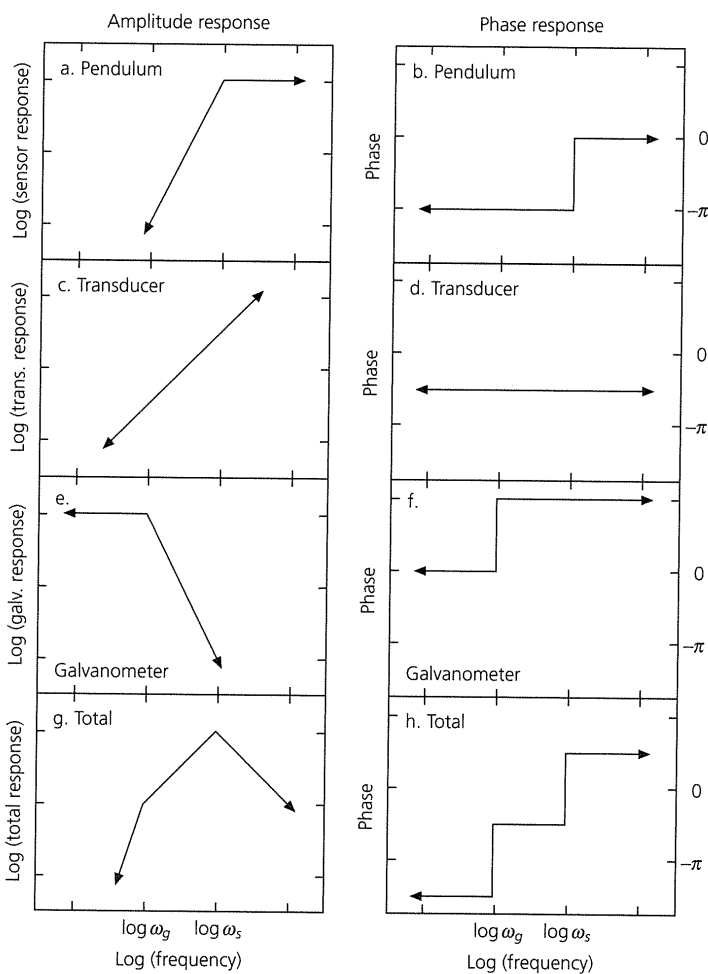 Amplitude response
Phase response
a. Pendulum
Log (sensor response)
b. Pendulum
Phase
0
−π
c. Transducer
Log (trans. response)
d. Transducer
Phase
0
−π
e.
Log (galv. response)
Galvanometer
f.
Phase
0
−π
Galvanometer
g. Total
Log (total response)
h. Total
Phase
0
−π
log ω_g
log ω_s
Log (frequency)
log ω_g
log ω_s
Log (frequency)